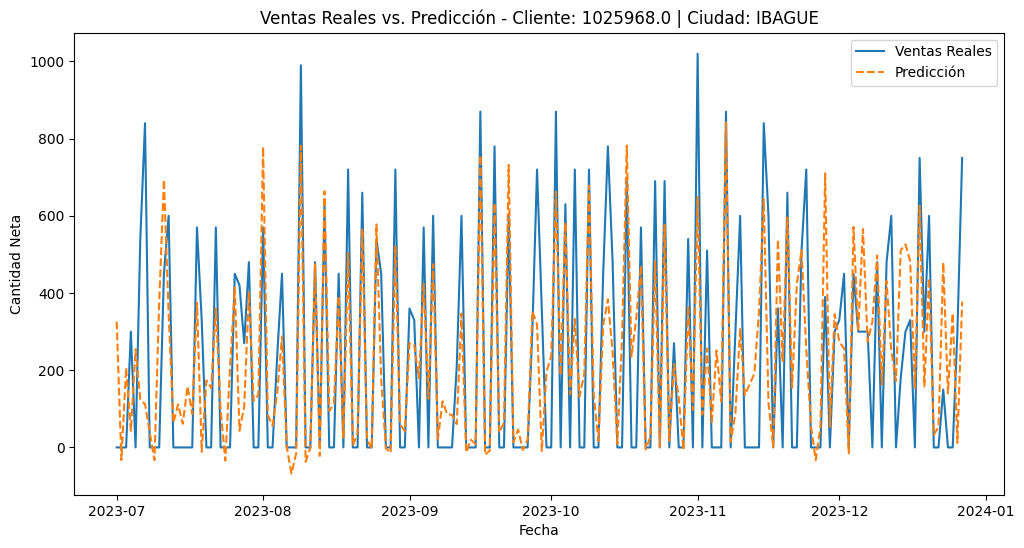 Ventas Reales vs. Predicción - Cliente: 1025968.0 | Ciudad: IBAGUE
Ventas Reales
Predicción
Cantidad Neta
1000
800
600
400
200
0
2023-07
2023-08
2023-09
2023-10
2023-11
2023-12
2024-01
Fecha